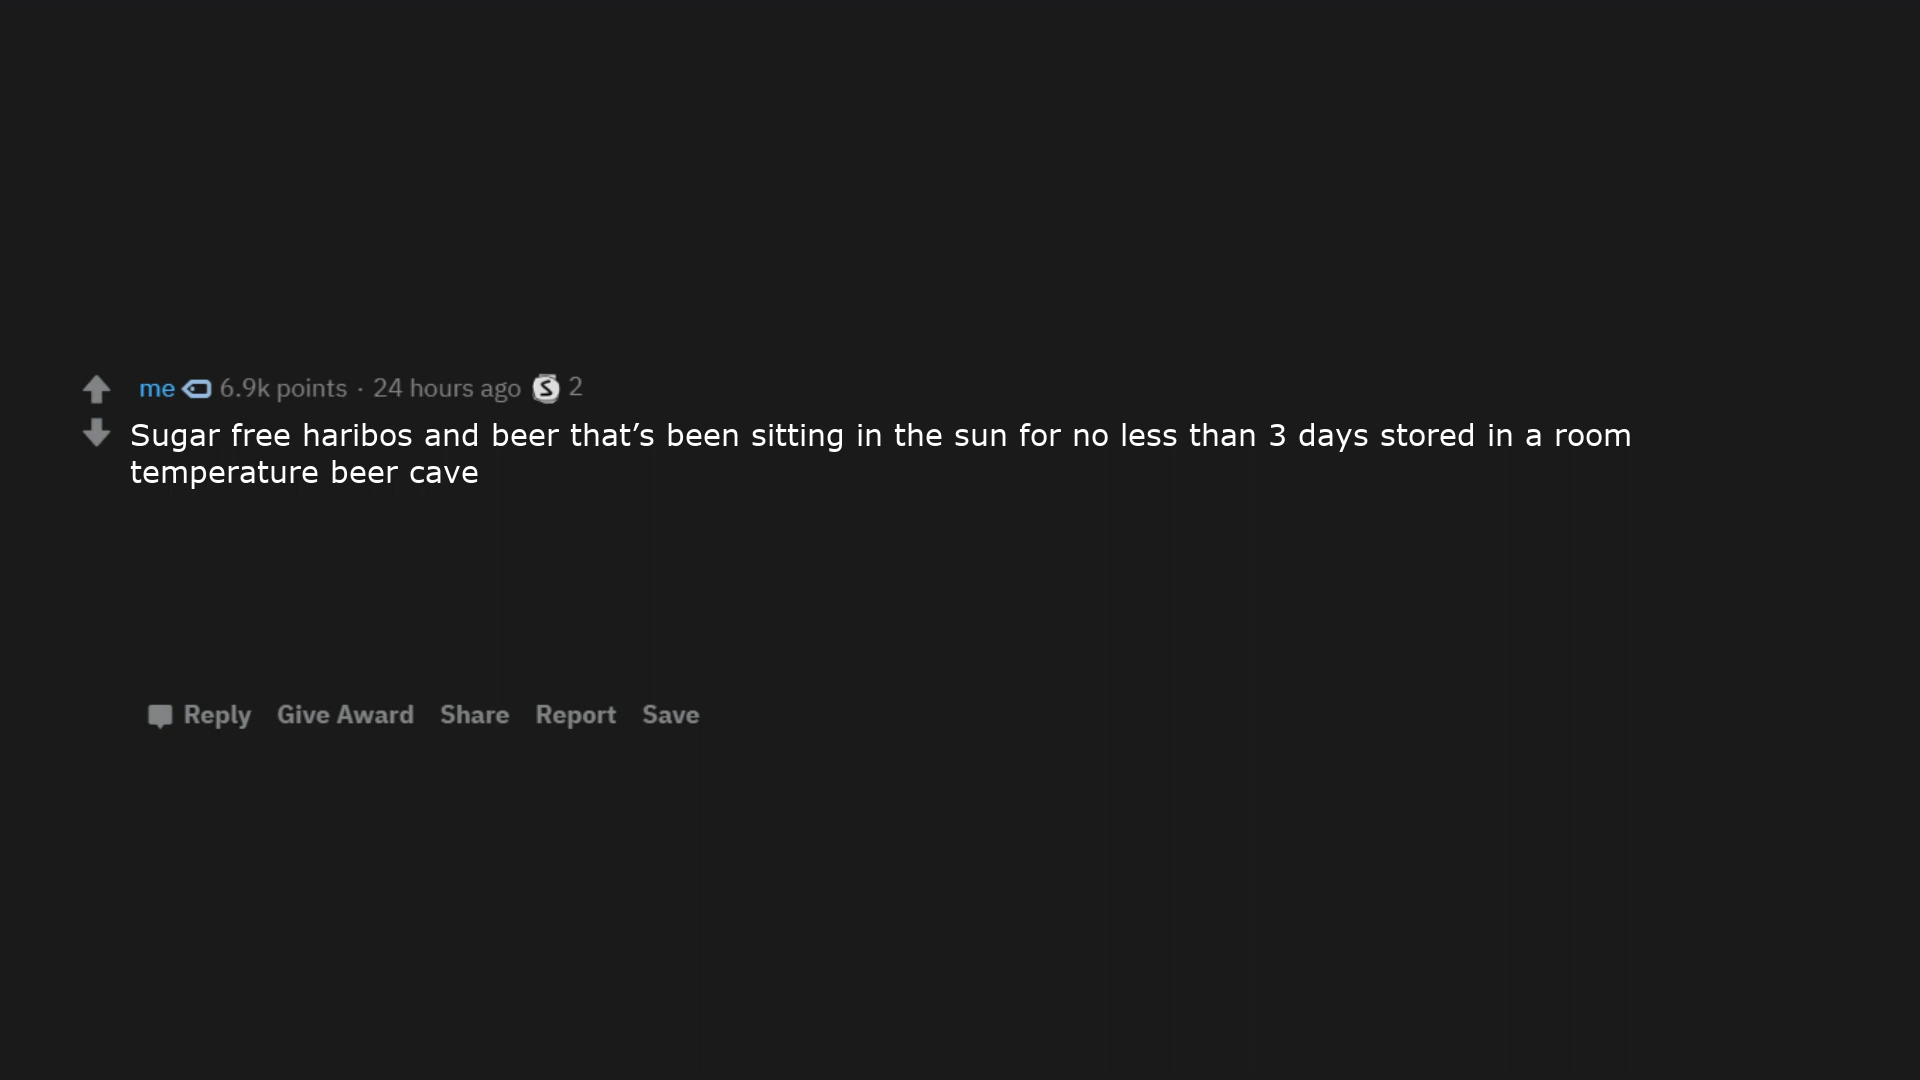 me 6.9k points · 24 hours ago S 2
Sugar free haribos and beer that’s been sitting in the sun for no less than 3 days stored in a room
temperature beer cave
Reply Give Award Share Report Save